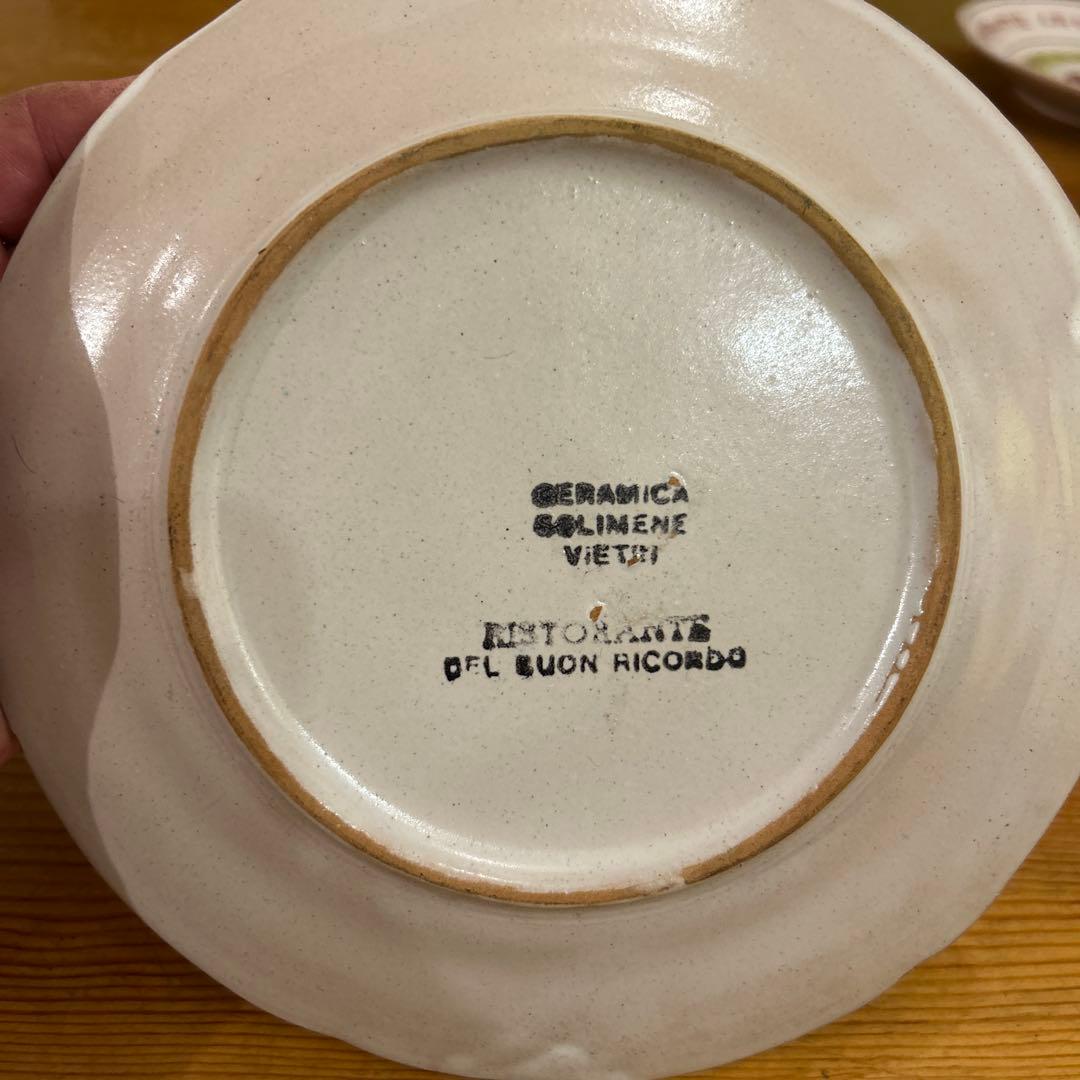 CERAMICA
SOLIMENE
VIETRI
RISTORANTE
DEL BUON RICORDO